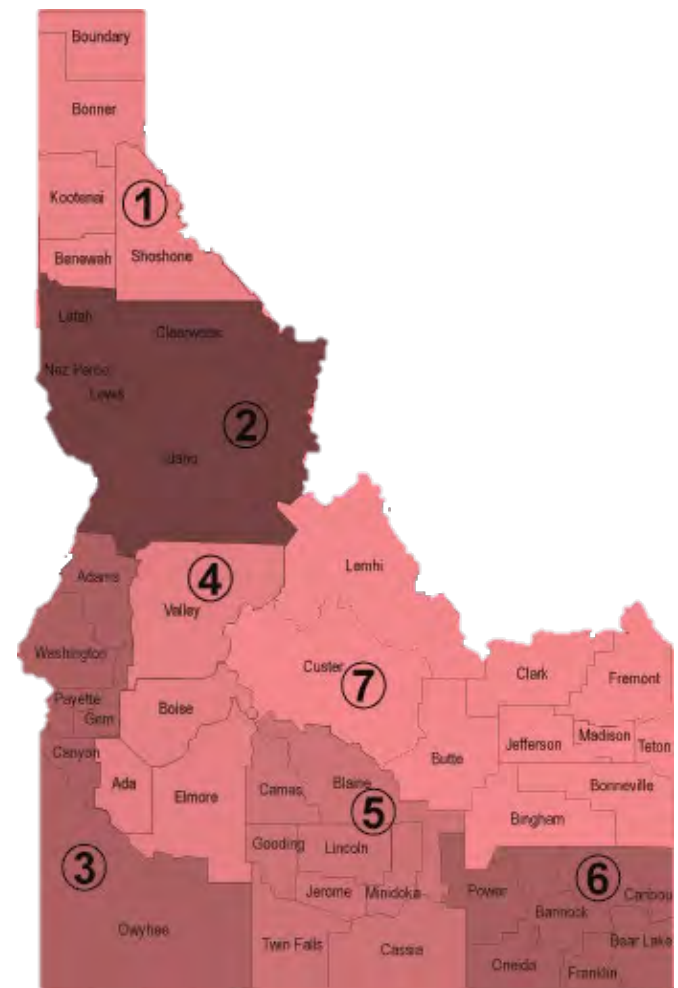 Boundary
Bonner
Kootenai
1
Benewah
Shoshone
Latah
Clearwater
Nez Perce
Lewis
2
Idaho
Lemhi
Adams
4
Valley
Washington
Custer
7
Clark
Fremont
Payette
Gem
Boise
Canyon
Butte
Jefferson
Madison
Teton
Ada
Elmore
Camas
Blaine
Bonneville
5
Bingham
Gooding
Lincoln
3
6
Jerome
Minidoka
Power
Caribou
Bannock
Owyhee
Twin Falls
Cassia
Bear Lake
Oneida
Franklin